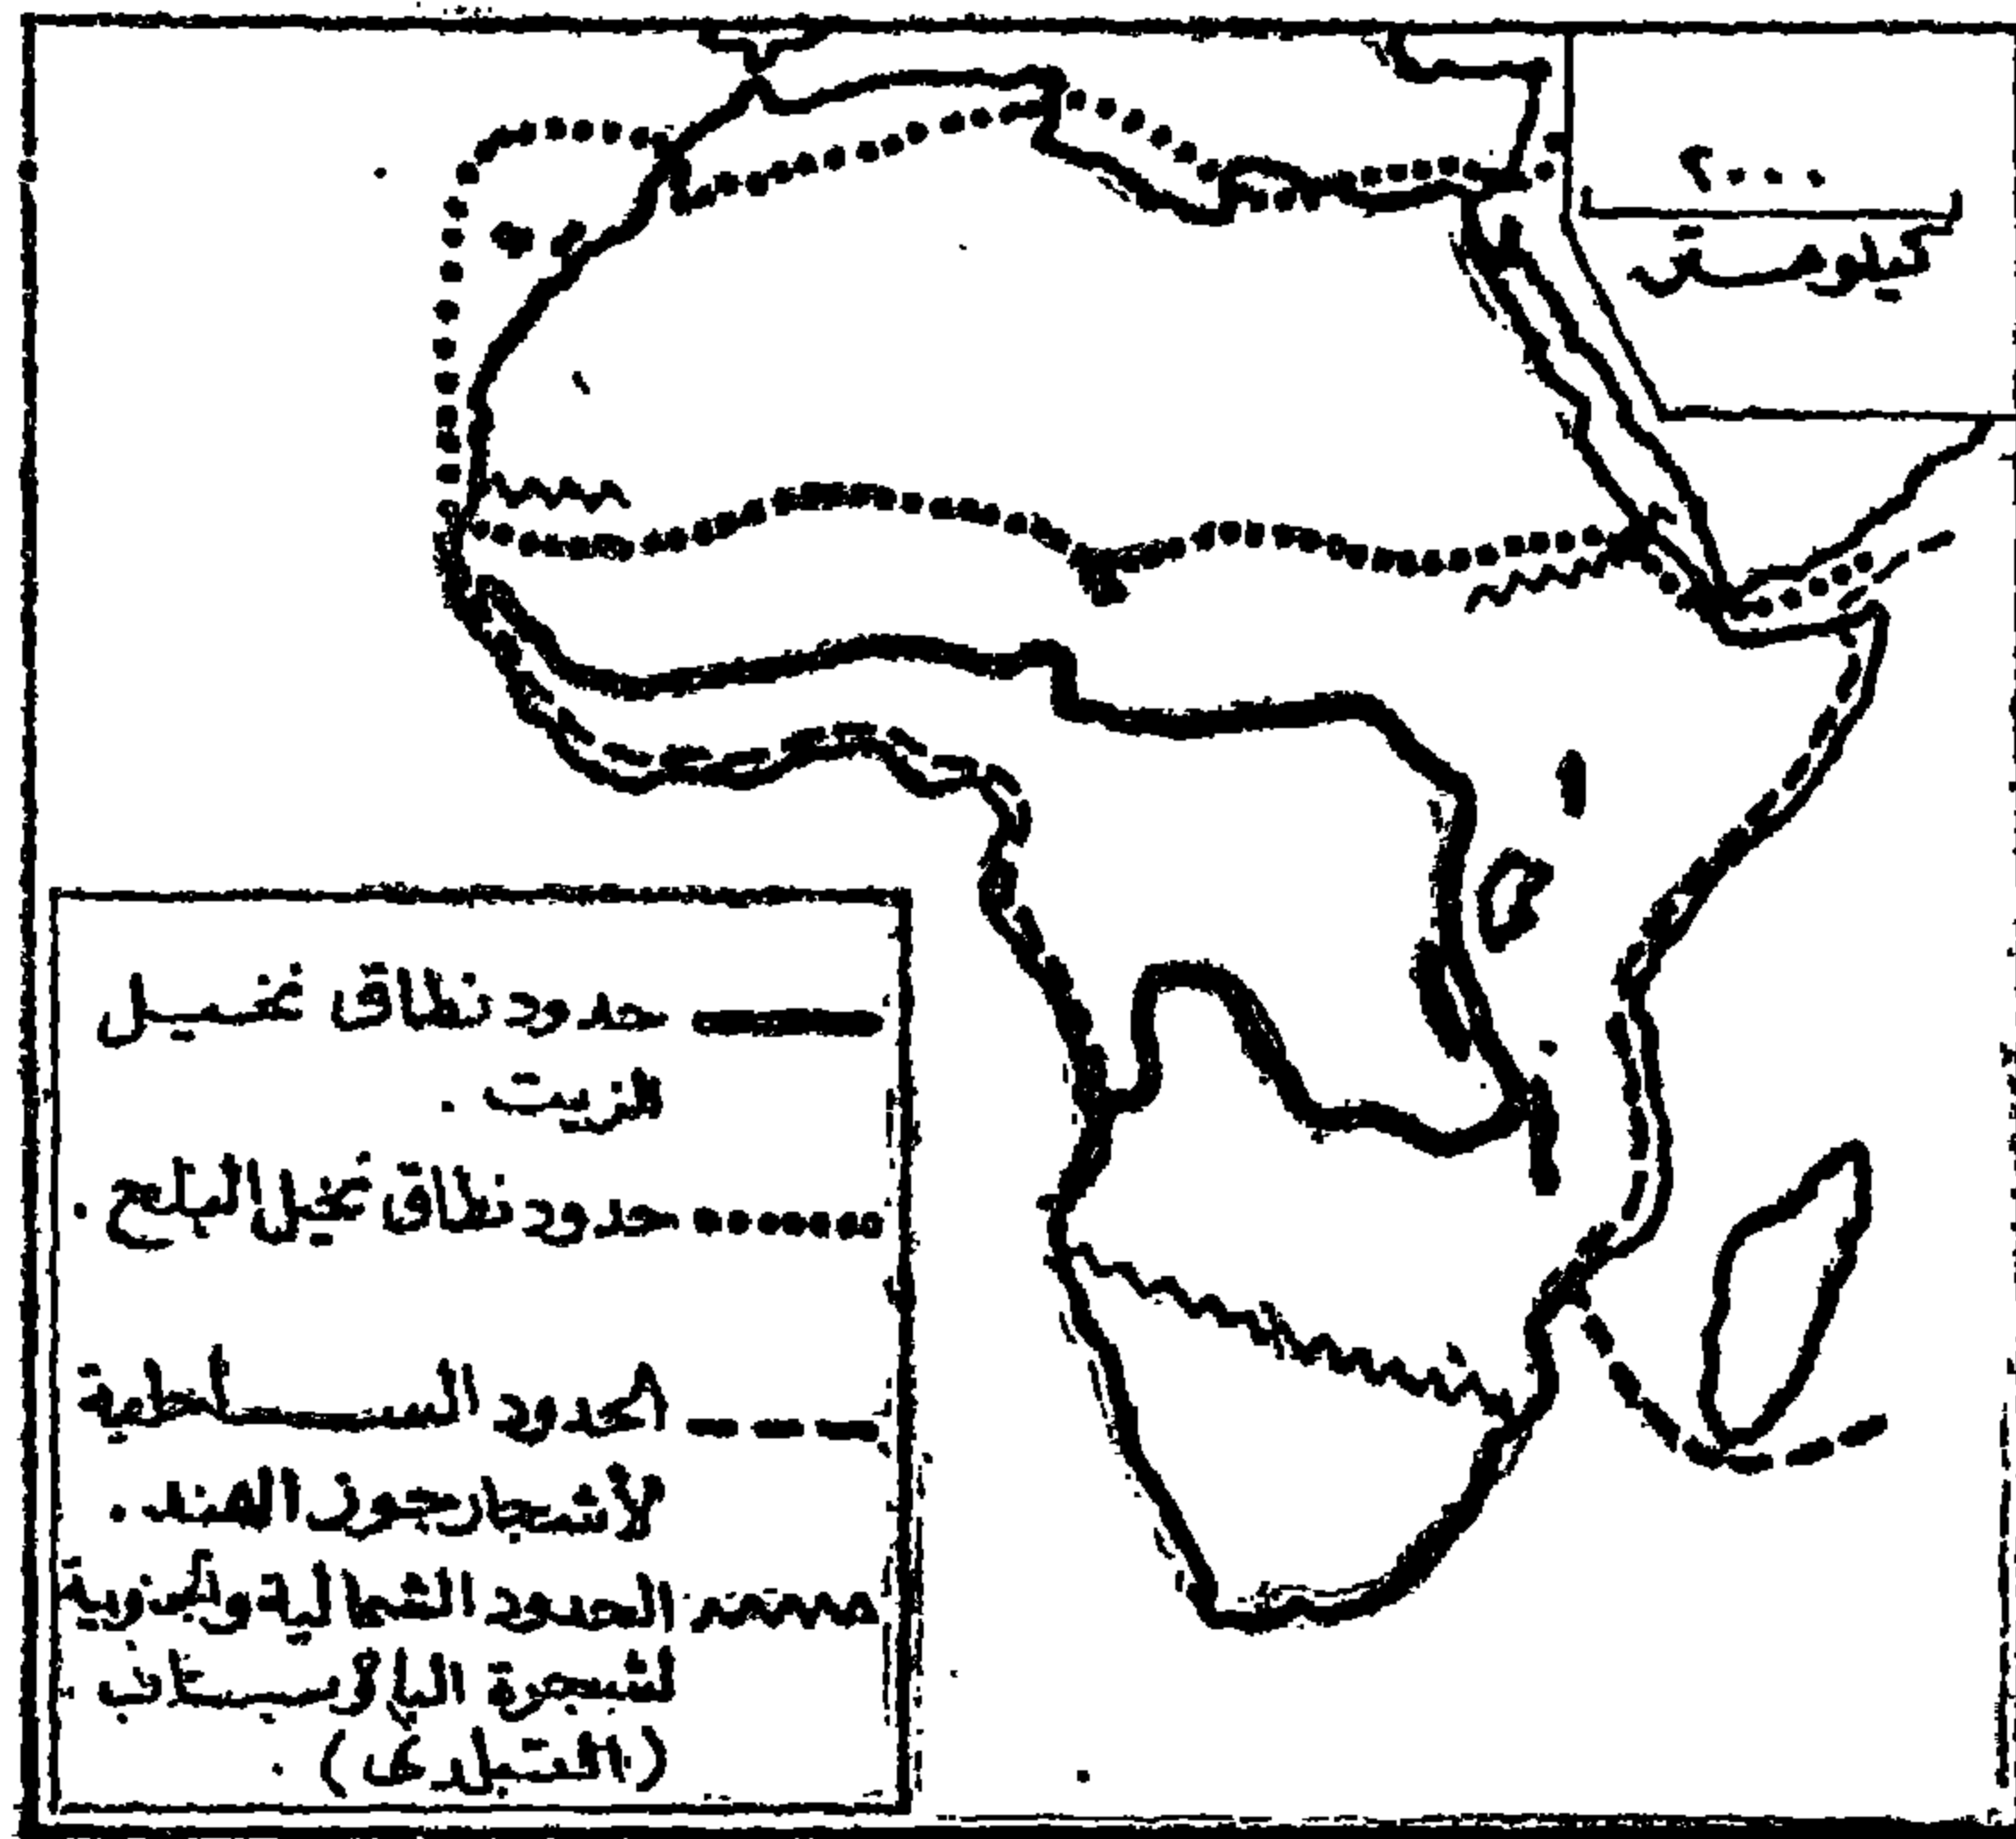 ٢٠٠٠
كيلومتر
حدود نطاق نخيل
الزيت .
حدود نطاق نخيل البلح .
الحدود الساحلية
لأشجار جوز الهند .
الحدود الشمالية والجنوبية
لشجرة الباوباب
(التبلدى) .